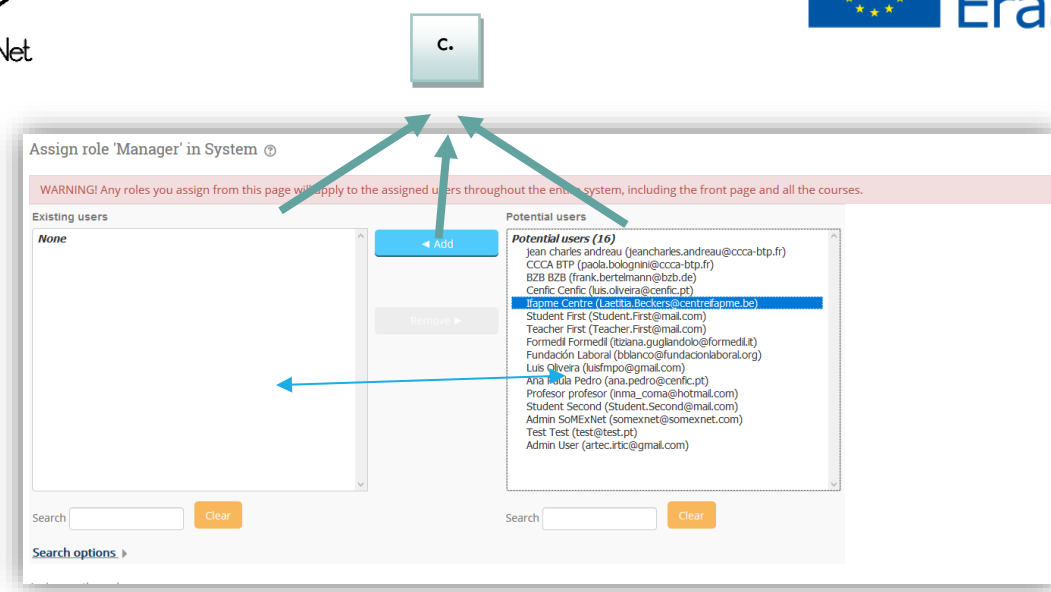 Net
Era
c.
Assign role 'Manager' in System
WARNING! Any roles you assign from this page will apply to the assigned users throughout the entire system, including the front page and all the courses.
Existing users
Potential users
None
◄ Add
Remove ►
Potential users (16)
jean charles andreau (jeancharles.andreau@ccca-btp.fr)
CCCA BTP (paola.bolognini@ccca-btp.fr)
BZB BZB (frank.bertelmann@bzb.de)
Cenfic Cenfic (luis.oliveira@cenfic.pt)
Ifapme Centre (Laetitia.Beckers@centreifapme.be)
Student First (Student.First@mail.com)
Teacher First (Teacher.First@mail.com)
Formedil Formedil (itiziana.gugliandolo@formedil.it)
Fundación Laboral (bblanco@fundacionlaboral.org)
Luis Oliveira (luisfmpo@gmail.com)
Ana Paula Pedro (ana.pedro@cenfic.pt)
Profesor profesor (inma_coma@hotmail.com)
Student Second (Student.Second@mail.com)
Admin SoMExNet (somexnet@somexnet.com)
Test Test (test@test.pt)
Admin User (artec.irtic@gmail.com)
Search
Clear
Search
Clear
Search options